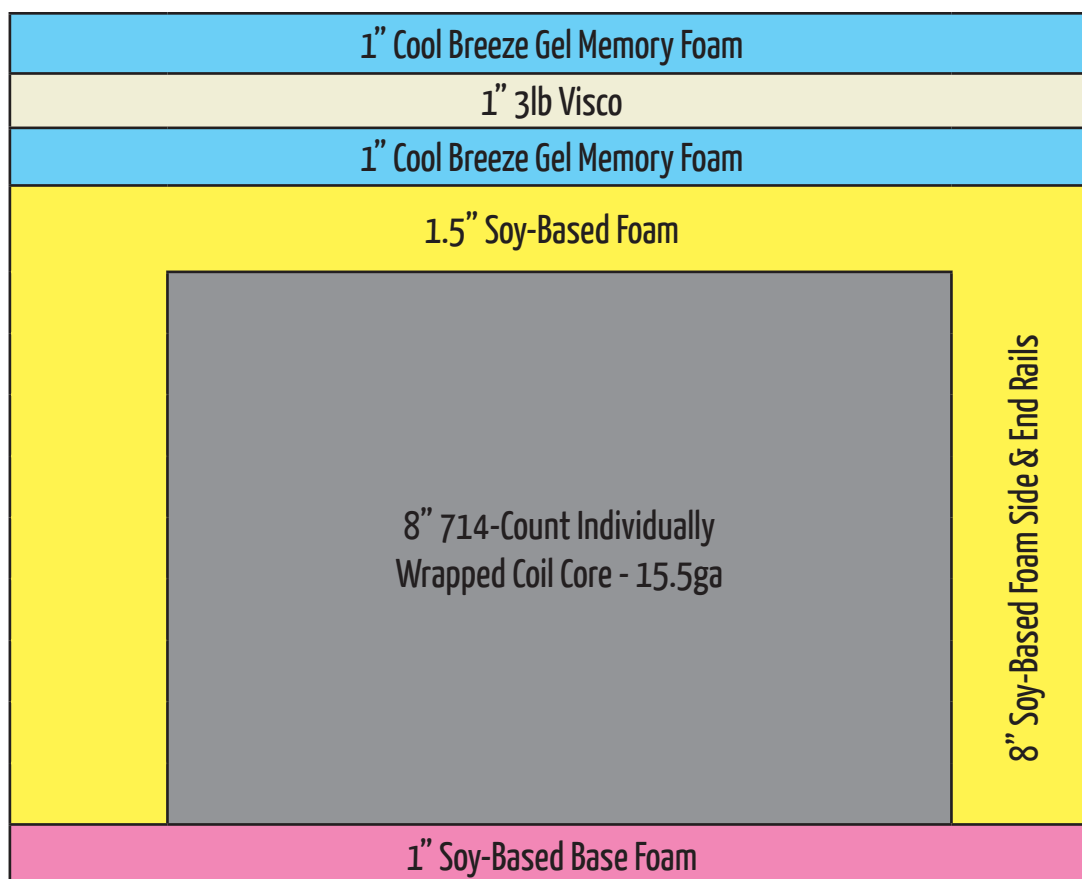 1” Cool Breeze Gel Memory Foam
1” 3lb Visco
1” Cool Breeze Gel Memory Foam
1.5” Soy-Based Foam
8” 714-Count Individually
Wrapped Coil Core - 15.5ga
8” Soy-Based Foam Side & End Rails
1” Soy-Based Base Foam